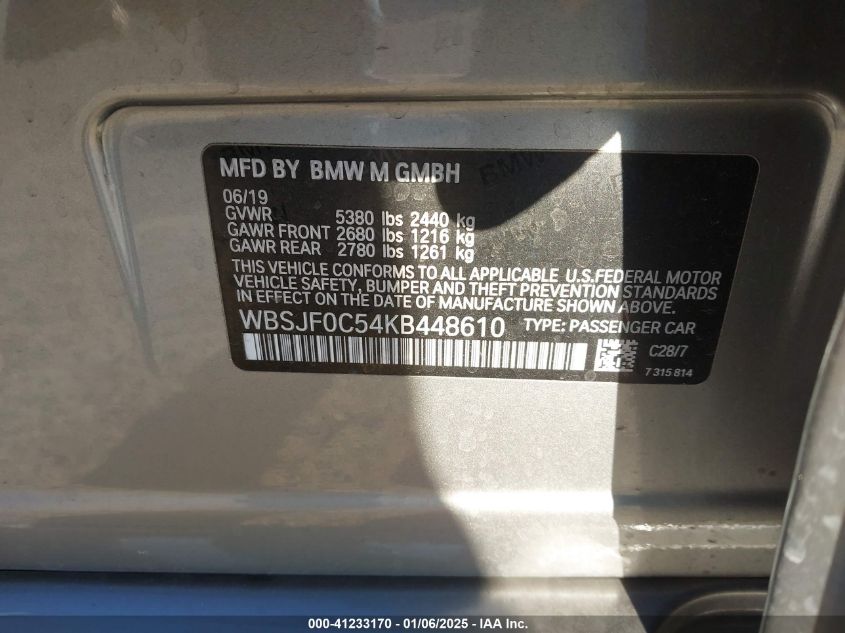 MFD BY BMW M GMBH
06/19
GVWR 5380 lbs 2440 kg
GAWR FRONT 2680 lbs 1216 kg
GAWR REAR 2780 lbs 1261 kg
THIS VEHICLE CONFORMS TO ALL APPLICABLE U.S.FEDERAL MOTOR
VEHICLE SAFETY, BUMPER AND THEFT PREVENTION STANDARDS
IN EFFECT ON THE DATE OF MANUFACTURE SHOWN ABOVE.
WBSJF0C54KB448610 TYPE: PASSENGER CAR
C28/7
7 315 814
000-41233170 - 01/06/2025 - IAA Inc.